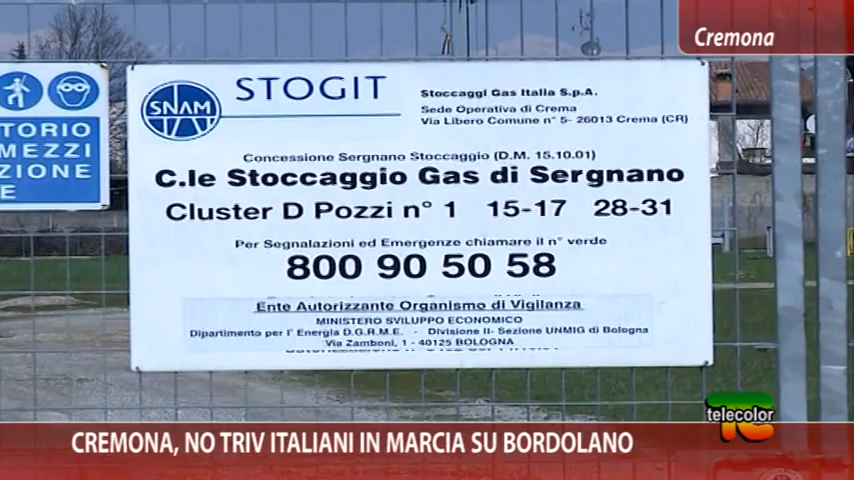 Cremona
TORIO
MEZZI
ZIONE
E
SNAM
STOGIT
Stoccaggi Gas Italia S.p.A.
Sede Operativa di Crema
Via Libero Comune n° 5- 26013 Crema (CR)
Concessione Sergnano Stoccaggio (D.M. 15.10.01)
C.le Stoccaggio Gas di Sergnano
Cluster D Pozzi n° 1 15-17 28-31
Per Segnalazioni ed Emergenze chiamare il n° verde
800 90 50 58
Ente Autorizzante Organismo di Vigilanza
MINISTERO SVILUPPO ECONOMICO
Dipartimento per l' Energia D.G.R.M.E. - Divisione II- Sezione UNMIG di Bologna
Via Zamboni, 1 - 40125 BOLOGNA
telecolor
CREMONA, NO TRIV ITALIANI IN MARCIA SU BORDOLANO